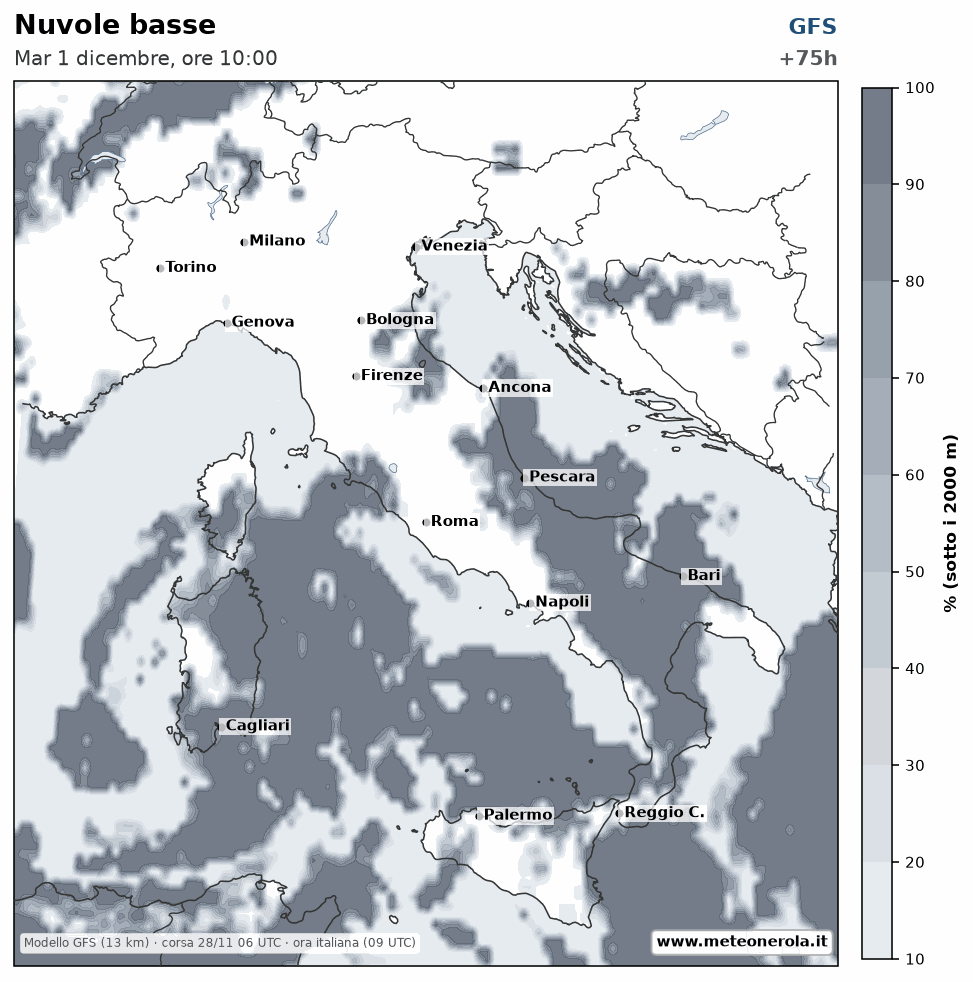 Nuvole basse
GFS
Mar 1 dicembre, ore 10:00
+75h
100
90
80
70
60
50
40
30
20
10
% (sotto i 2000 m)
Venezia
Milano
Torino
Bologna
Genova
Firenze
Ancona
Pescara
Roma
Bari
Napoli
Cagliari
Reggio C.
Palermo
Modello GFS (13 km) · corsa 28/11 06 UTC · ora italiana (09 UTC)
www.meteonerola.it